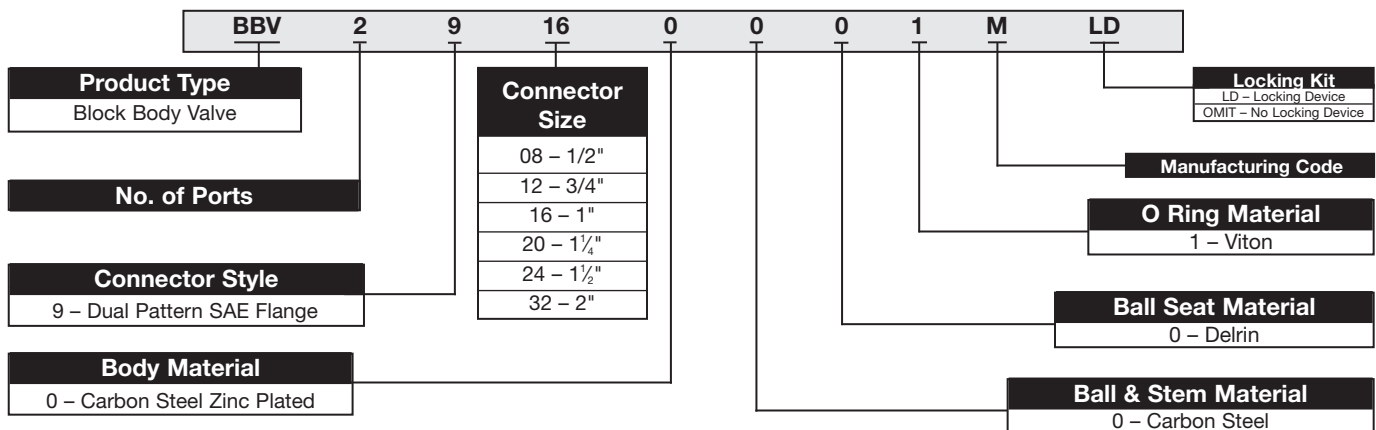 BBV 2 9 16 0 0 0 1 M LD
Product Type
Block Body Valve
No. of Ports
Connector Style
9 – Dual Pattern SAE Flange
Body Material
0 – Carbon Steel Zinc Plated
Connector
Size
08 – 1/2"
12 – 3/4"
16 – 1"
20 – 1¼"
24 – 1½"
32 – 2"
Locking Kit
LD – Locking Device
OMIT – No Locking Device
Manufacturing Code
O Ring Material
1 – Viton
Ball Seat Material
0 – Delrin
Ball & Stem Material
0 – Carbon Steel